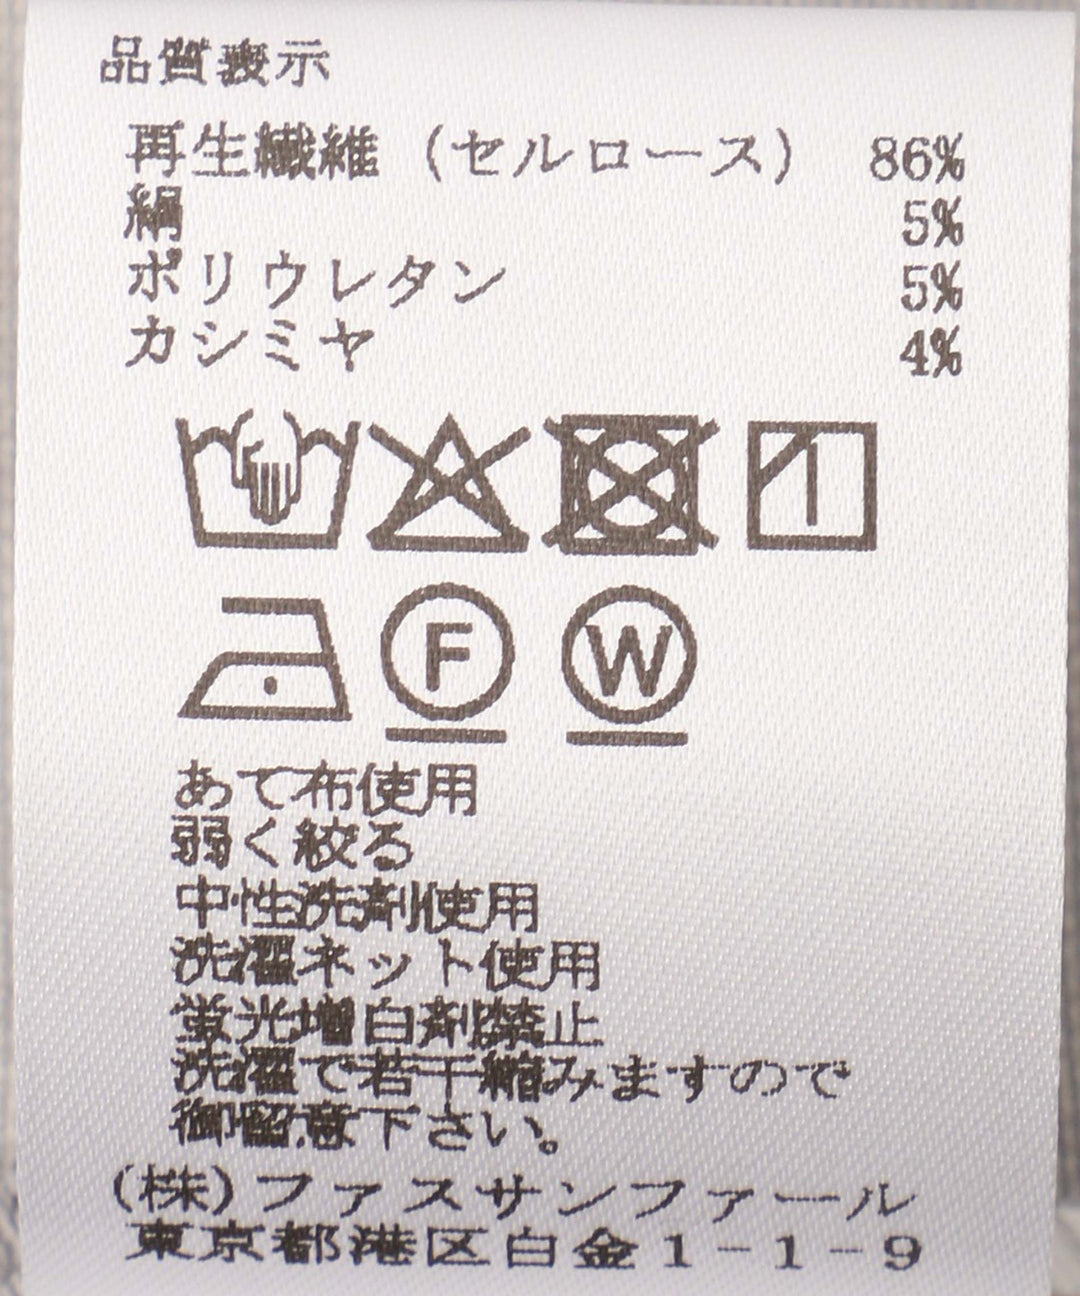 品質表示
再生繊維（セルロース） 86%
絹 5%
ポリウレタン 5%
カシミヤ 4%
F W
あて布使用
弱く絞る
中性洗剤使用
洗濯ネット使用
蛍光増白剤禁止
洗濯で若干縮みますので
御留意下さい。
(株)ファスサンファール
東京都港区白金1-1-9